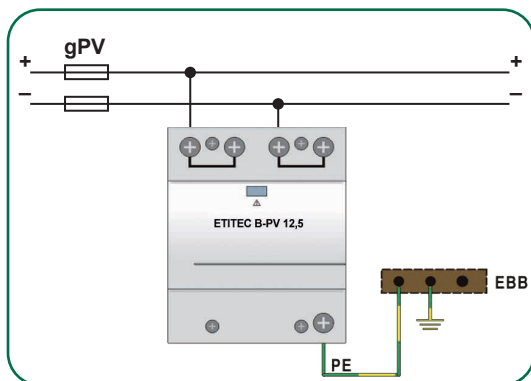 gPV
+ +
– –
ETITEC B-PV 12,5
EBB
PE